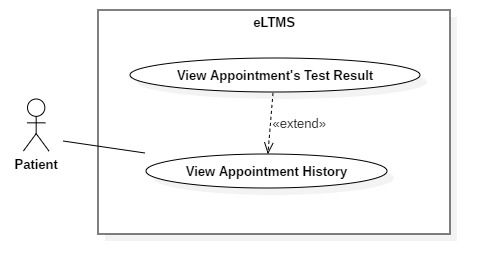 eLTMS
View Appointment's Test Result
«extend»
Patient
View Appointment History